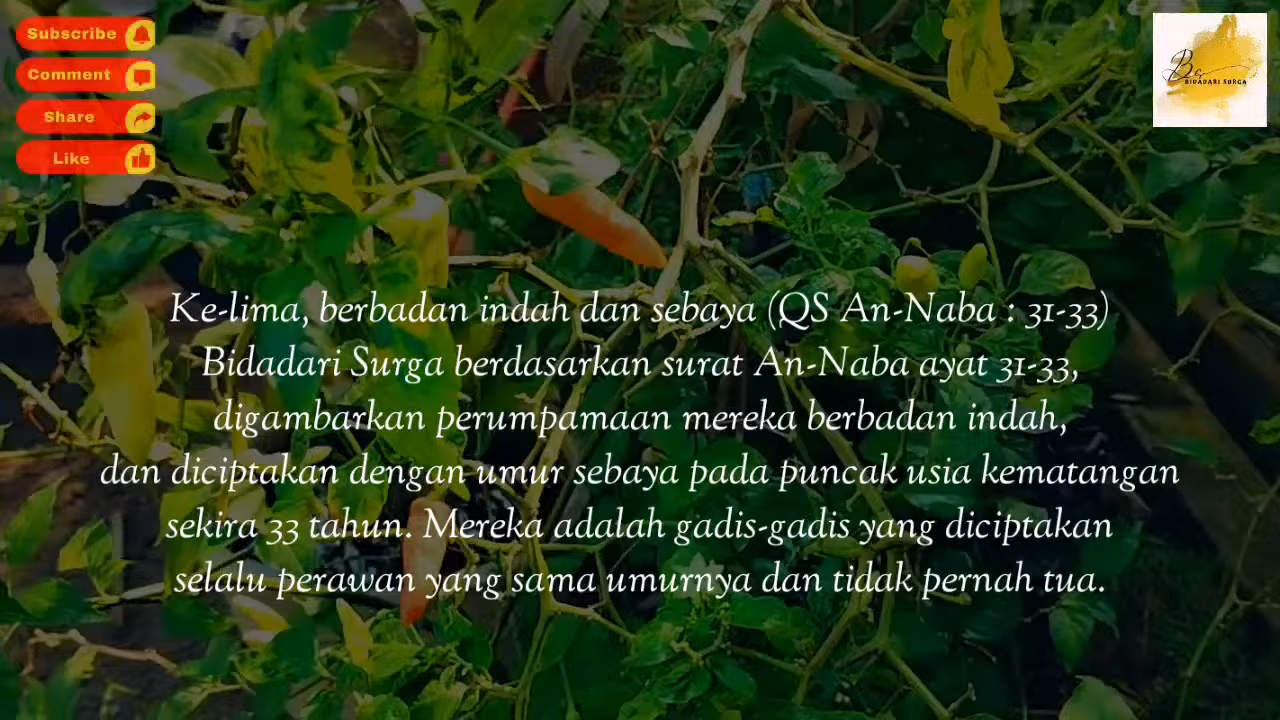 Subscribe
Comment
Share
Like
BIDADARI SURGA
Ke-lima, berbadan indah dan sebaya (QS An-Naba : 31-33)
Bidadari Surga berdasarkan surat An-Naba ayat 31-33,
digambarkan perumpamaan mereka berbadan indah,
dan diciptakan dengan umur sebaya pada puncak usia kematangan
sekira 33 tahun. Mereka adalah gadis-gadis yang diciptakan
selalu perawan yang sama umurnya dan tidak pernah tua.